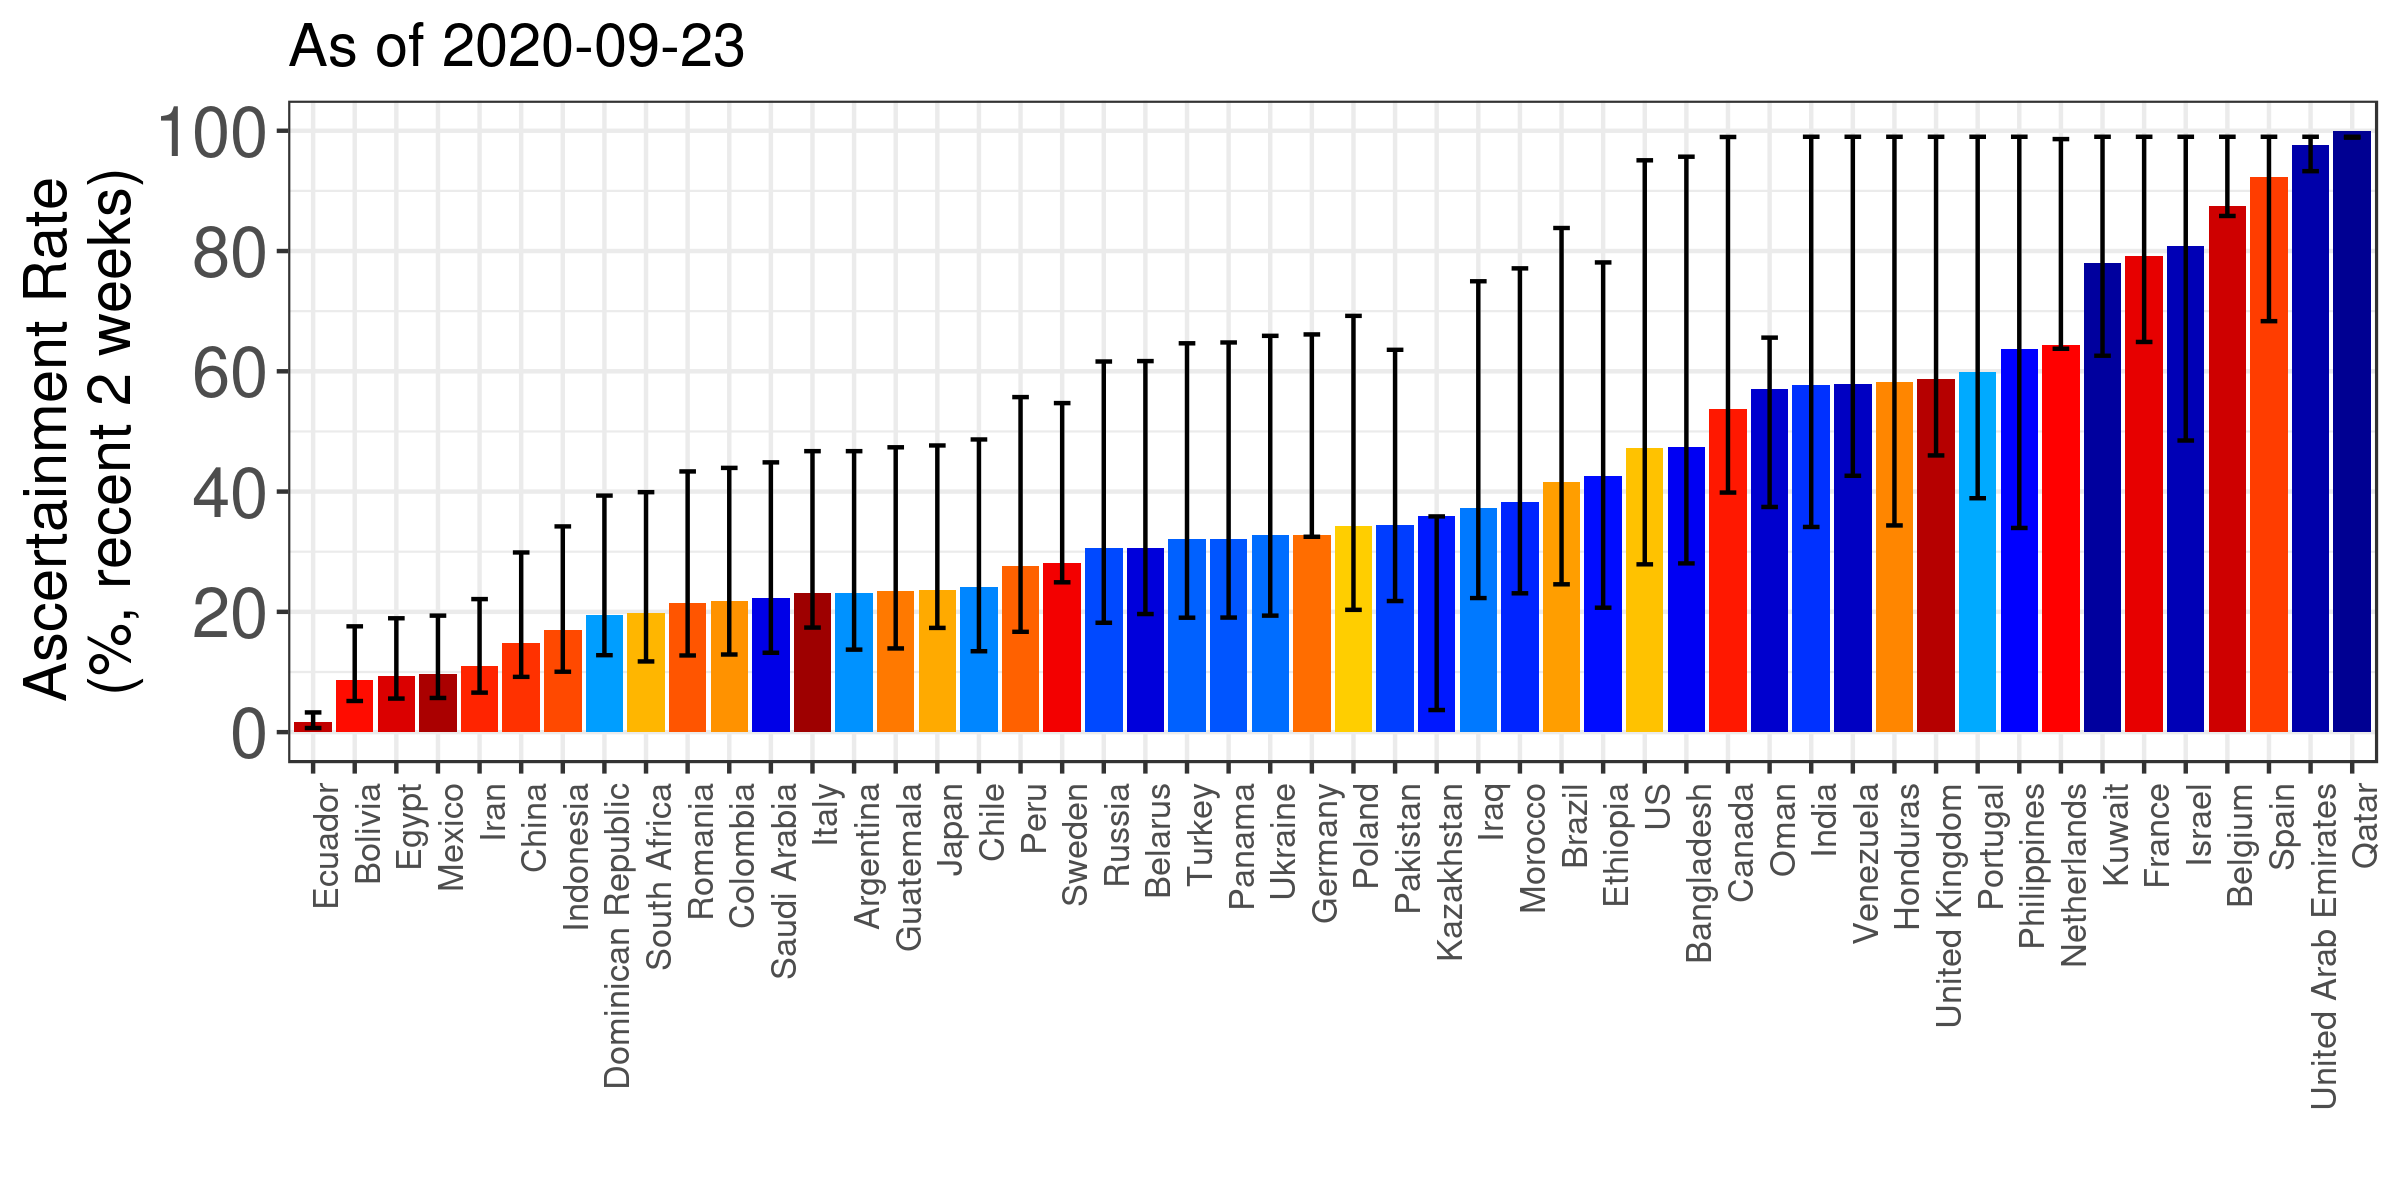 As of 2020-09-23
Ascertainment Rate
(%, recent 2 weeks)
100
80
60
40
20
0
Ecuador
Bolivia
Egypt
Mexico
Iran
China
Indonesia
Dominican Republic
South Africa
Romania
Colombia
Saudi Arabia
Italy
Argentina
Guatemala
Japan
Chile
Peru
Sweden
Russia
Belarus
Turkey
Panama
Ukraine
Germany
Poland
Pakistan
Kazakhstan
Iraq
Morocco
Brazil
Ethiopia
US
Bangladesh
Canada
Oman
India
Venezuela
Honduras
United Kingdom
Portugal
Philippines
Netherlands
Kuwait
France
Israel
Belgium
Spain
United Arab Emirates
Qatar